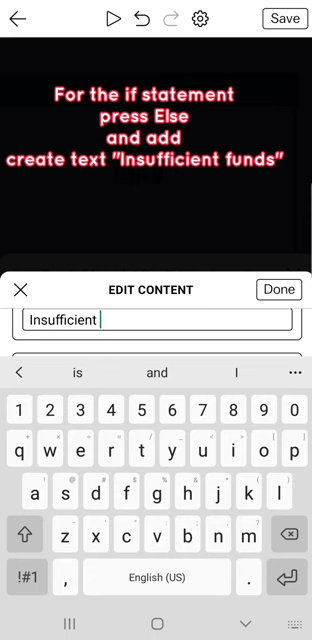 Save
For the if statement
press Else
and add
create text "Insufficient funds"
EDIT CONTENT
Done
Insufficient
is and I
1 2 3 4 5 6 7 8 9 0
q w e r t y u i o p
a s d f g h j k l
z x c v b n m
!#1 , English (US) .